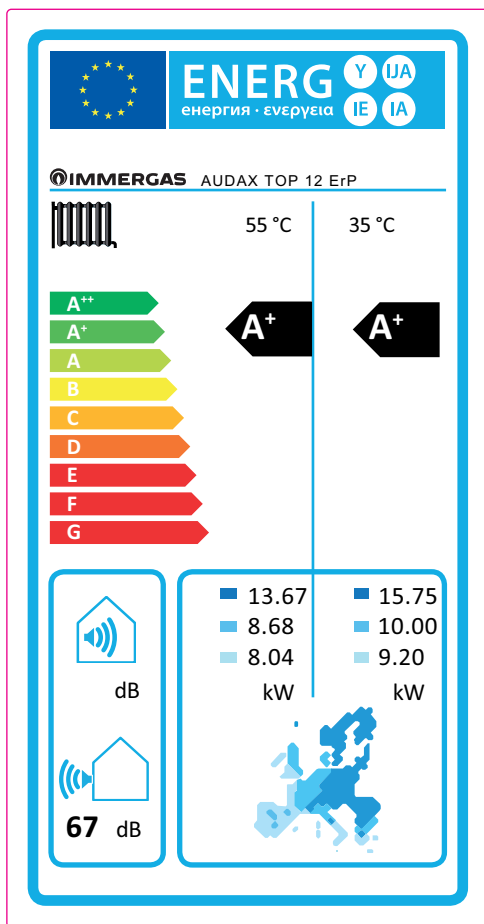 ENERG Y IJA
енергия · ενεργεια IE IA
IMMERGAS AUDAX TOP 12 ErP
55 °C 35 °C
A++
A+ A+ A+
A
B
C
D
E
F
G
13.67 15.75
8.68 10.00
8.04 9.20
dB kW kW
67 dB